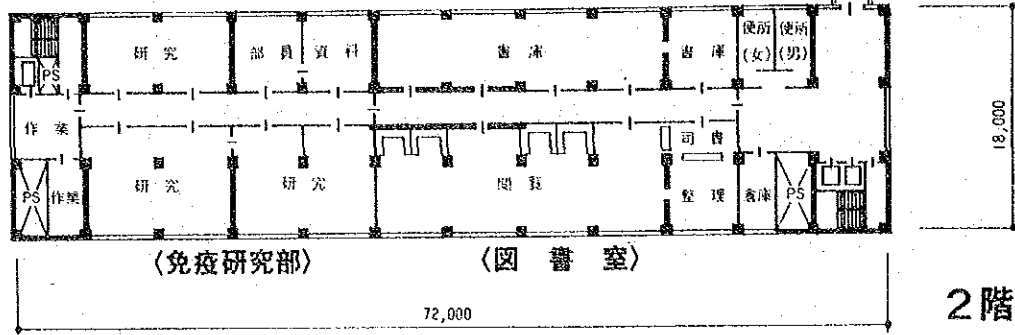 研究 部員 資料 書庫 書庫 便所 便所
(女) (男)
PS
作業 司書
PS 作業 研究 研究 閲覧 整理 書庫 PS
18,000
〈免疫研究部〉 〈図書室〉
72,000
2階